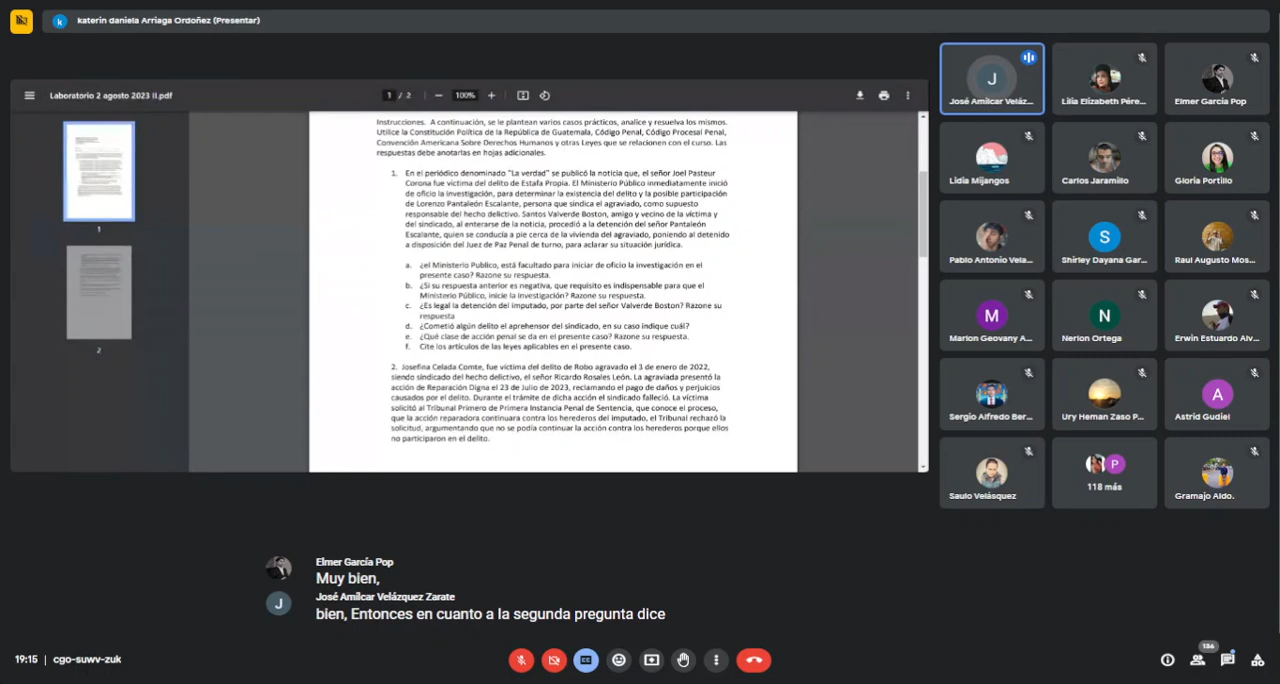 k katerin daniela Arriaga Ordoñez (Presentar)
Laboratorio 2 agosto 2023 II.pdf
1 / 2
100%
1
2
Instrucciones. A continuación, se le plantean varios casos prácticos, analice y resuelva los mismos.
Utilice la Constitución Política de la República de Guatemala, Código Penal, Código Procesal Penal,
Convención Americana Sobre Derechos Humanos y otras Leyes que se relacionen con el curso. Las
respuestas debe anotarlas en hojas adicionales.
1. En el periódico denominado "La verdad" se publicó la noticia que, el señor Joel Pasteur
Corona fue víctima del delito de Estafa Propia. El Ministerio Público inmediatamente inició
de oficio la investigación, para determinar la existencia del delito y la posible participación
de Lorenzo Pantaleón Escalante, persona que sindica el agraviado, como supuesto
responsable del hecho delictivo. Santos Valverde Boston, amigo y vecino de la víctima y
del sindicado, al enterarse de la noticia, procedió a la detención del señor Pantaleón
Escalante, quien se conducía a pie cerca de la vivienda del agraviado, poniendo al detenido
a disposición del Juez de Paz Penal de turno, para aclarar su situación jurídica.
a. ¿el Ministerio Publico, está facultado para iniciar de oficio la investigación en el
presente caso? Razone su respuesta.
b. ¿Si su respuesta anterior es negativa, que requisito es indispensable para que el
Ministerio Público, inicie la investigación? Razone su respuesta.
c. ¿Es legal la detención del imputado, por parte del señor Valverde Boston? Razone su
respuesta
d. ¿Cometió algún delito el aprehensor del sindicado, en su caso indique cuál?
e. ¿Qué clase de acción penal se da en el presente caso? Razone su respuesta.
f. Cite los artículos de las leyes aplicables en el presente caso.
2. Josefina Celada Comte, fue víctima del delito de Robo agravado el 3 de enero de 2022,
siendo sindicado del hecho delictivo, el señor Ricardo Rosales León. La agraviada presentó la
acción de Reparación Digna el 23 de Julio de 2023, reclamando el pago de daños y perjuicios
causados por el delito. Durante el trámite de dicha acción el sindicado falleció. La víctima
solicitó al Tribunal Primero de Primera Instancia Penal de Sentencia, que conoce el proceso,
que la acción reparadora continuara contra los herederos del imputado, el Tribunal rechazó la
solicitud, argumentando que no se podía continuar la acción contra los herederos porque ellos
no participaron en el delito.
J
José Amílcar Veláz...
Lilia Elizabeth Pére...
Elmer García Pop
Lidia Mijangos
Carlos Jaramillo
Gloria Portillo
Pablo Antonio Vela...
S
Shirley Dayana Gar...
Raul Augusto Mos...
M
Marlon Geovany A...
N
Nerion Ortega
Erwin Estuardo Alv...
Sergio Alfredo Ber...
Ury Heman Zaso P...
A
Astrid Gudiel
Saulo Velásquez
P
118 más
Gramajo Aldo.
Elmer García Pop
Muy bien,
J
José Amílcar Velázquez Zarate
bien, Entonces en cuanto a la segunda pregunta dice
19:15 | cgo-suwv-zuk
CC
136